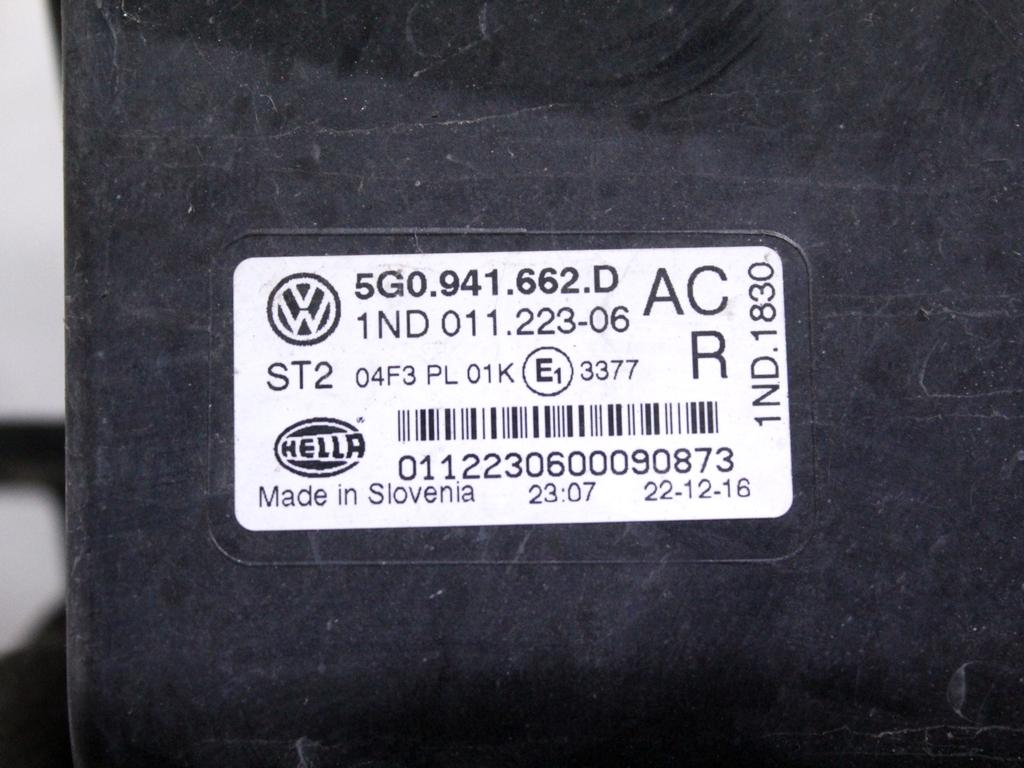 5G0.941.662.D AC
1ND 011.223-06
ST2 04F3 PL 01K E1 3377 R
1ND.1830
HELLA ®
01122306000090873
Made in Slovenia 23:07 22-12-16